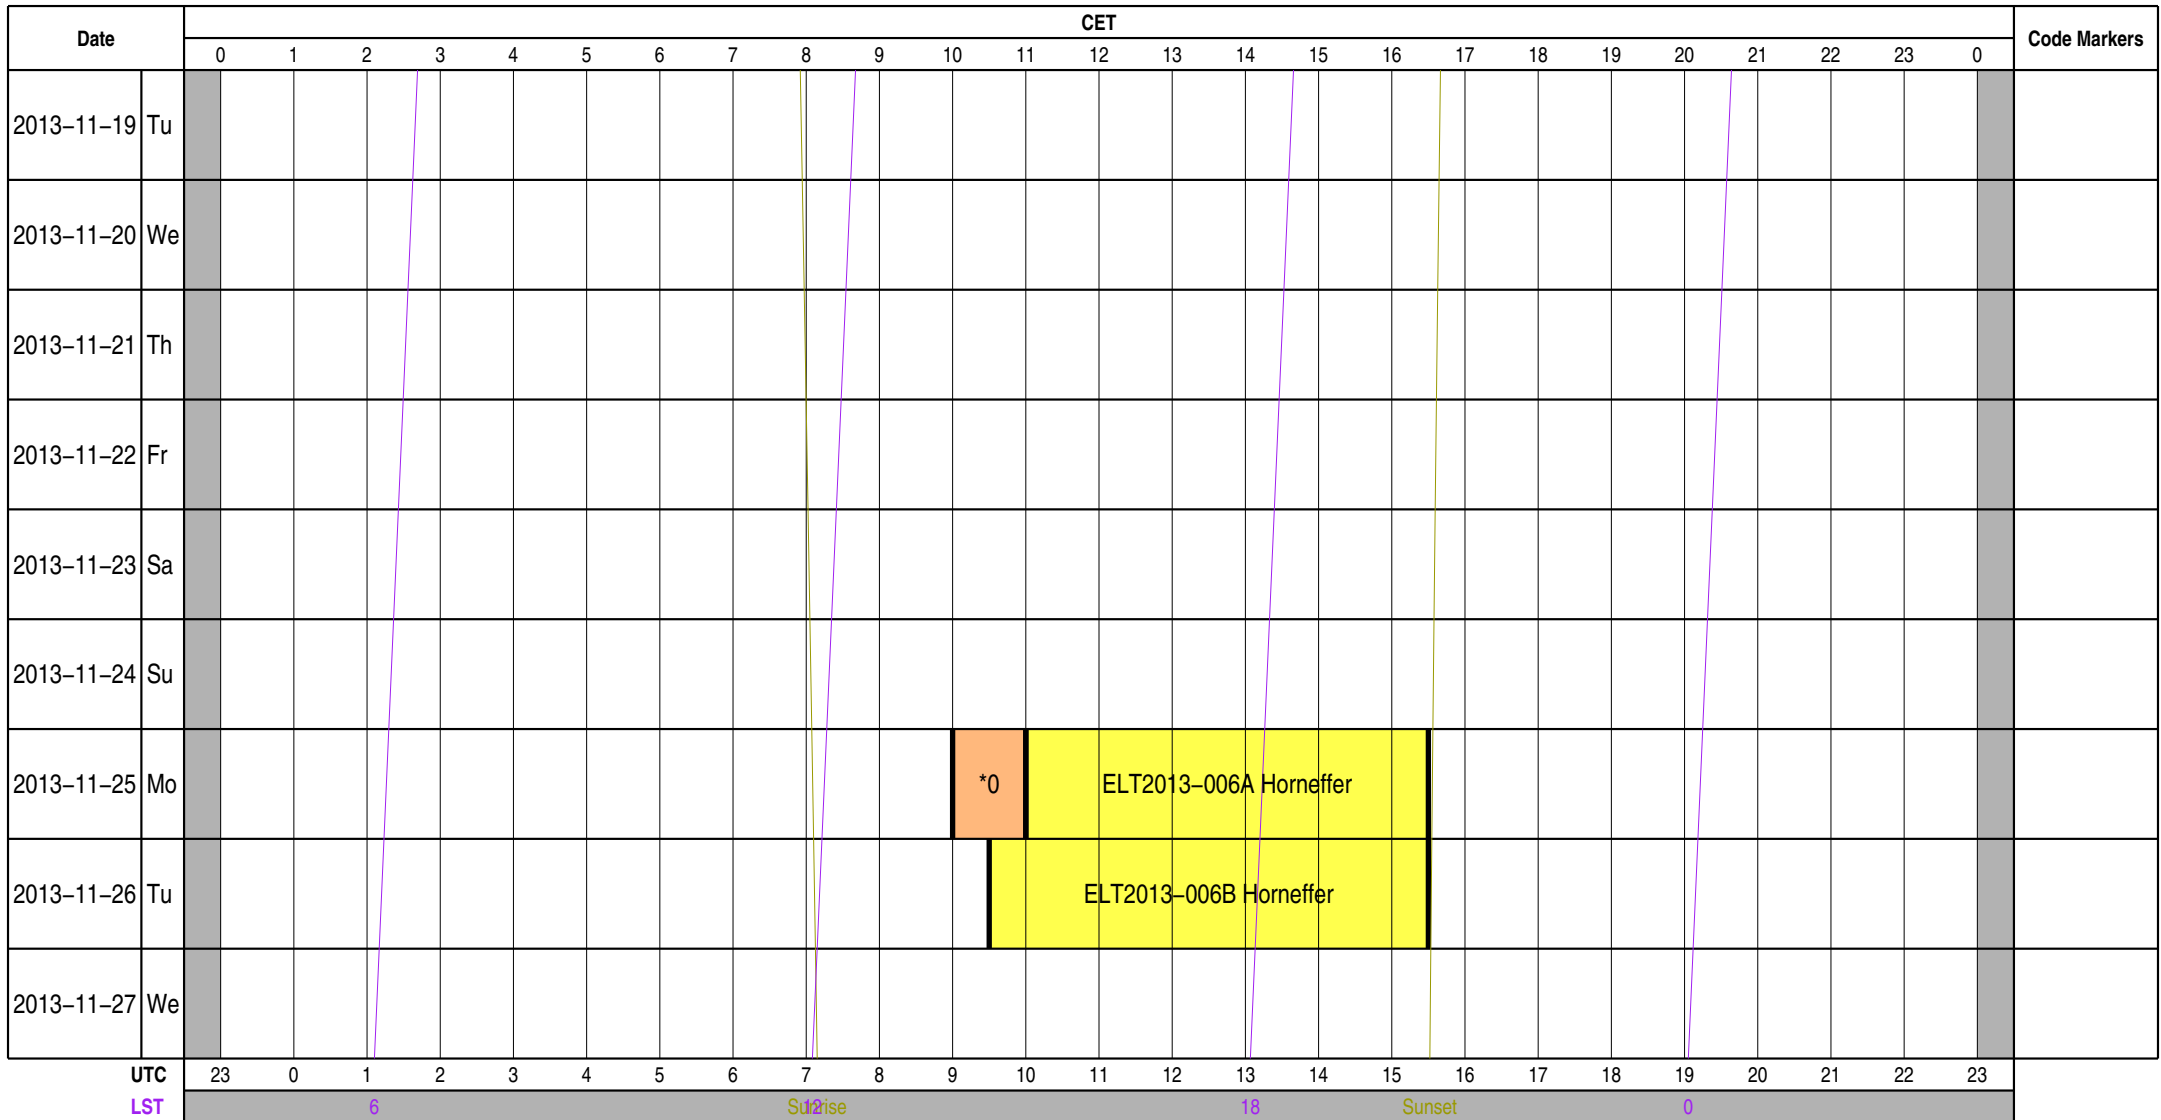 Date CET Code Markers
0 1 2 3 4 5 6 7 8 9 10 11 12 13 14 15 16 17 18 19 20 21 22 23 0
2013–11–19 Tu
2013–11–20 We
2013–11–21 Th
2013–11–22 Fr
2013–11–23 Sa
2013–11–24 Su
2013–11–25 Mo *0 ELT2013–006A Horneffer
2013–11–26 Tu ELT2013–006B Horneffer
2013–11–27 We
UTC 23 0 1 2 3 4 5 6 7 8 9 10 11 12 13 14 15 16 17 18 19 20 21 22 23
LST 6 Sunrise 12 18 Sunset 0